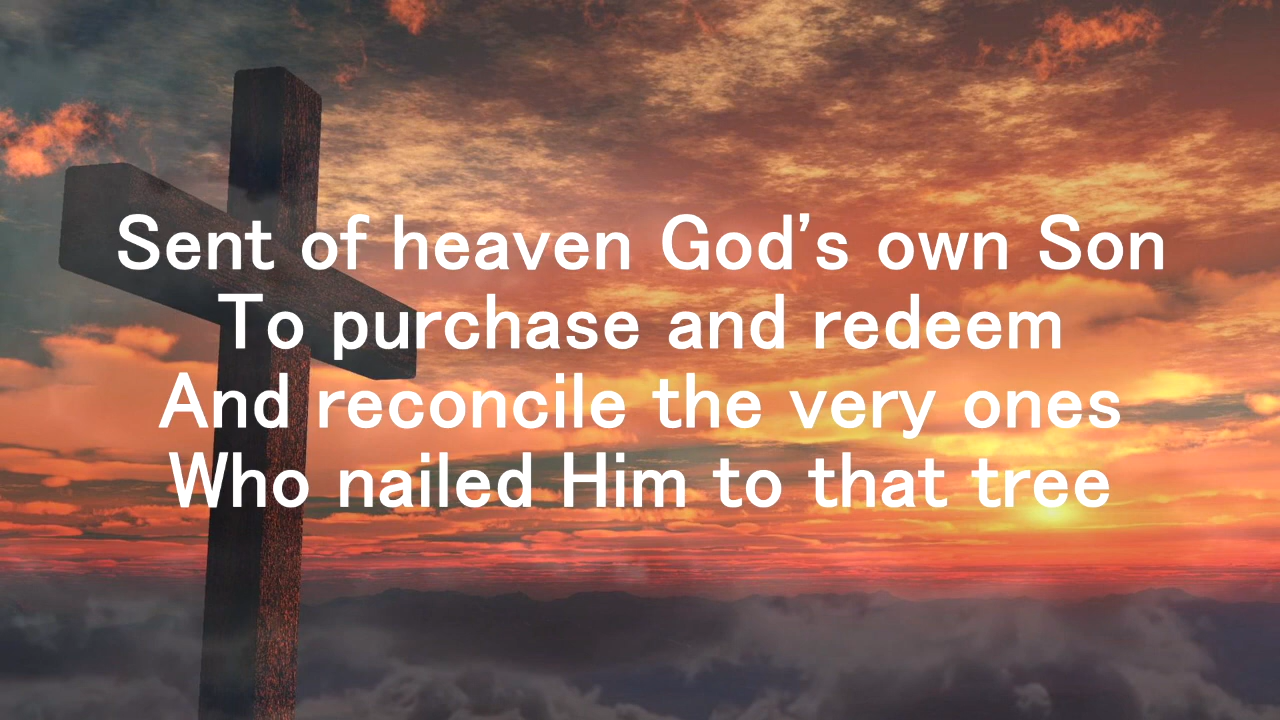 Sent of heaven God's own Son
To purchase and redeem
And reconcile the very ones
Who nailed Him to that tree